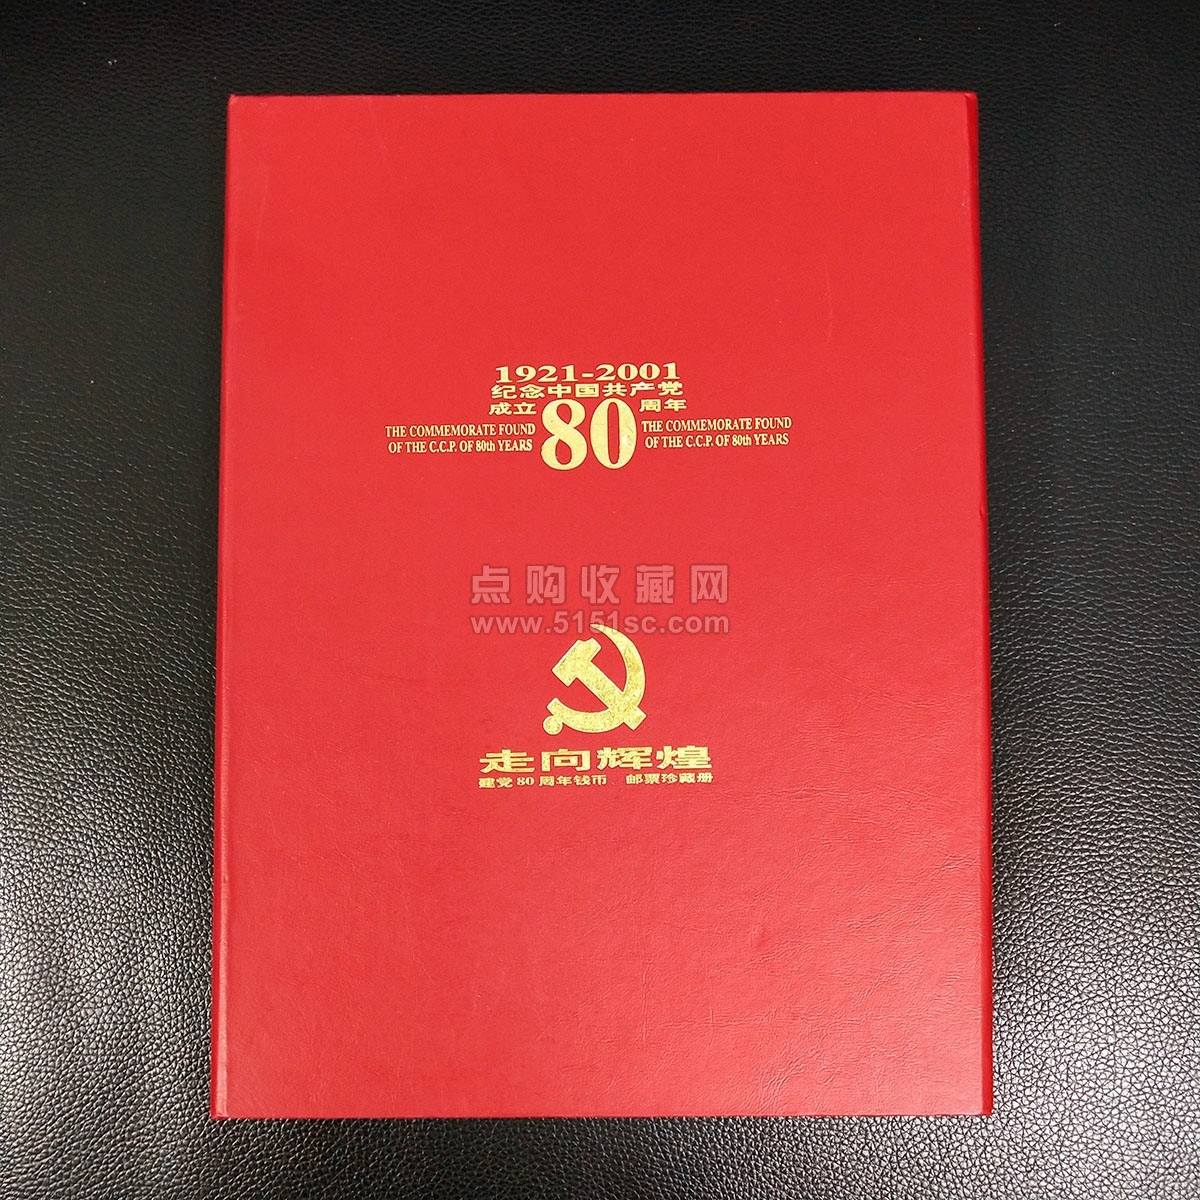 1921-2001
纪念中国共产党
成立80周年
THE COMMEMORATE FOUND
OF THE C.C.P. OF 80th YEARS
THE COMMEMORATE FOUND
OF THE C.C.P. OF 80th YEARS
点购收藏网
www.5151sc.com
走向辉煌
建党80周年钱币 邮票珍藏册